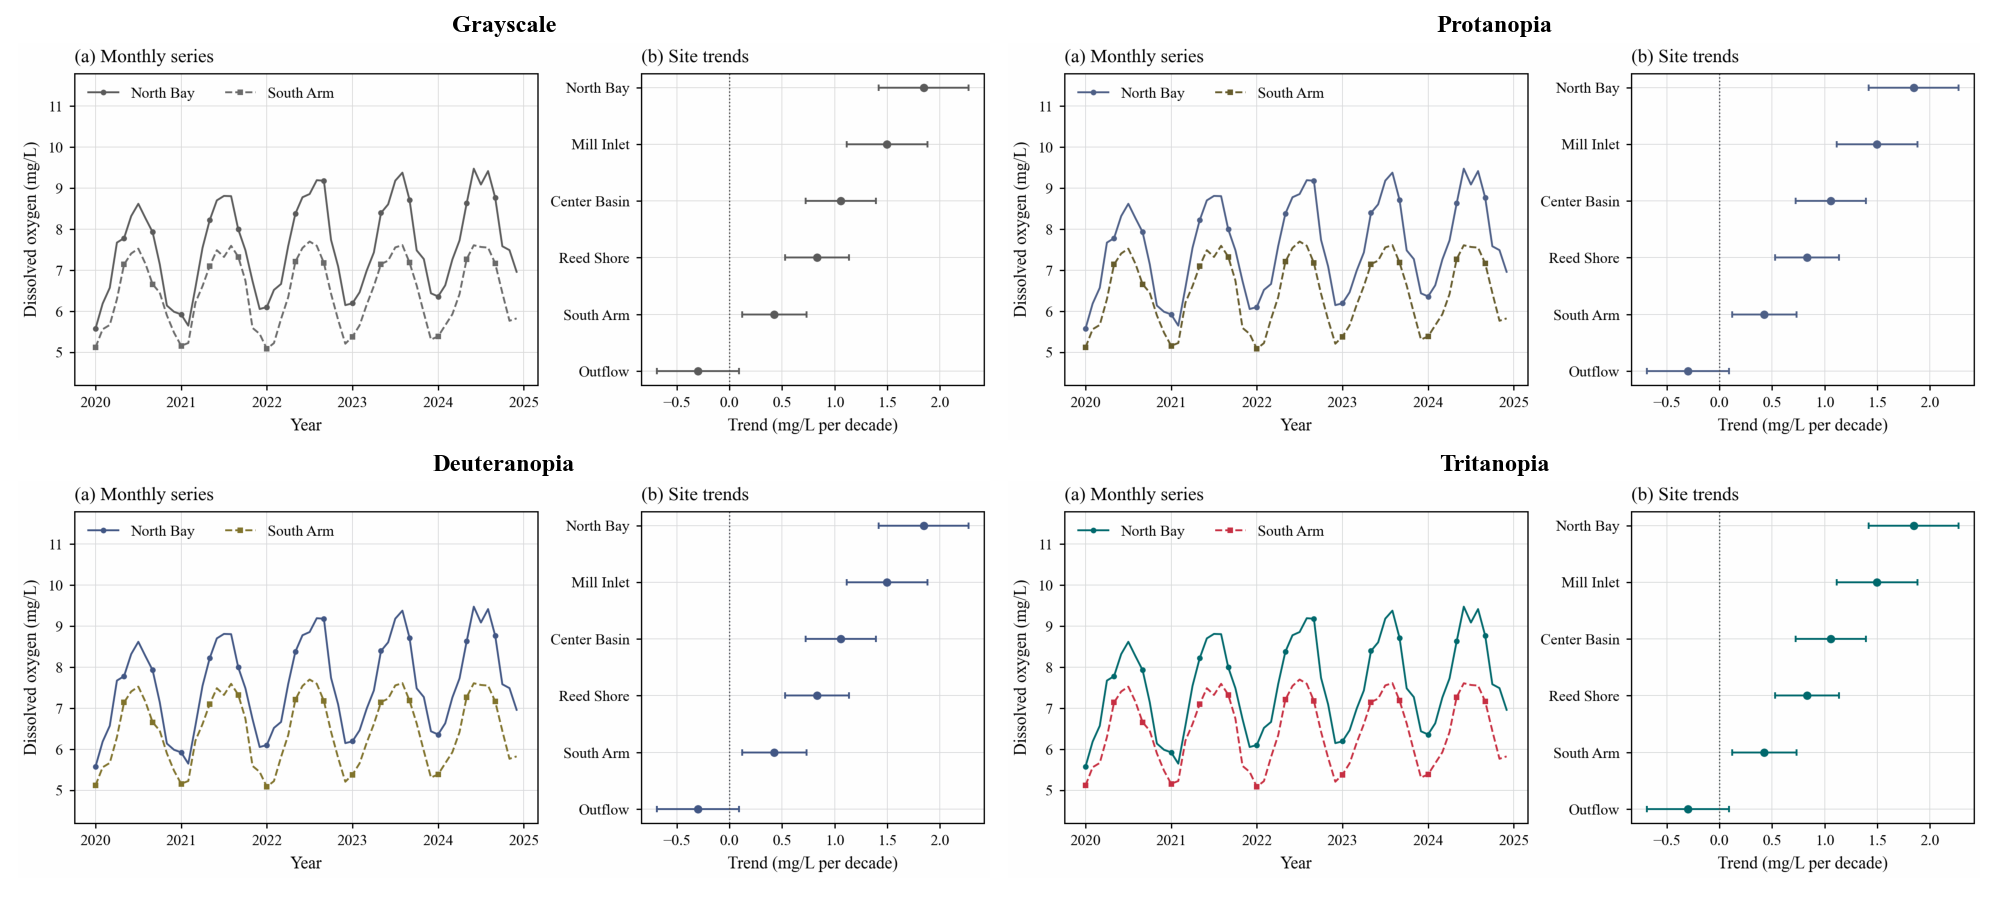 Grayscale
(a) Monthly series
North Bay
South Arm
Dissolved oxygen (mg/L)
11
10
9
8
7
6
5
2020 2021 2022 2023 2024 2025
Year
(b) Site trends
North Bay
Mill Inlet
Center Basin
Reed Shore
South Arm
Outflow
−0.5 0.0 0.5 1.0 1.5 2.0
Trend (mg/L per decade)
Protanopia
(a) Monthly series
North Bay
South Arm
Dissolved oxygen (mg/L)
11
10
9
8
7
6
5
2020 2021 2022 2023 2024 2025
Year
(b) Site trends
North Bay
Mill Inlet
Center Basin
Reed Shore
South Arm
Outflow
−0.5 0.0 0.5 1.0 1.5 2.0
Trend (mg/L per decade)
Deuteranopia
(a) Monthly series
North Bay
South Arm
Dissolved oxygen (mg/L)
11
10
9
8
7
6
5
2020 2021 2022 2023 2024 2025
Year
(b) Site trends
North Bay
Mill Inlet
Center Basin
Reed Shore
South Arm
Outflow
−0.5 0.0 0.5 1.0 1.5 2.0
Trend (mg/L per decade)
Tritanopia
(a) Monthly series
North Bay
South Arm
Dissolved oxygen (mg/L)
11
10
9
8
7
6
5
2020 2021 2022 2023 2024 2025
Year
(b) Site trends
North Bay
Mill Inlet
Center Basin
Reed Shore
South Arm
Outflow
−0.5 0.0 0.5 1.0 1.5 2.0
Trend (mg/L per decade)